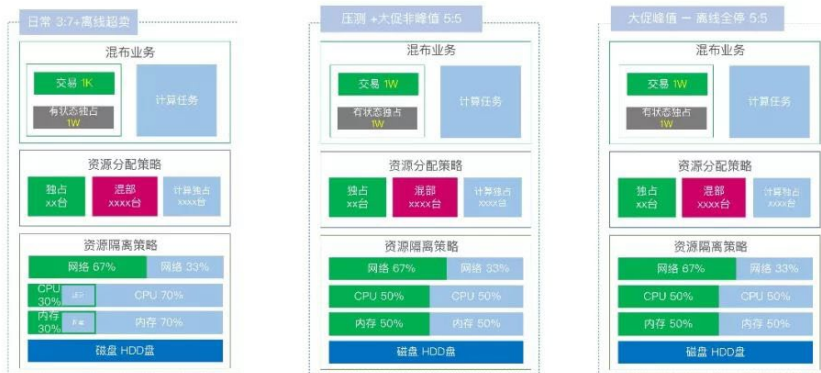 日常 3:7+离线超卖
混布业务
交易 1K
有状态独占
1W
计算任务
资源分配策略
独占
xx台
混部
xxxx台
计算独占
xxxx台
资源隔离策略
网络 67%
网络 33%
CPU
30%
CPU 70%
内存
30%
内存 70%
磁盘 HDD盘
压测 +大促非峰值 5:5
混布业务
交易 1W
有状态独占
1W
计算任务
资源分配策略
独占
xx台
混部
xxxx台
计算独占
xxxx台
资源隔离策略
网络 67%
网络 33%
CPU 50%
CPU 50%
内存 50%
内存 50%
磁盘 HDD盘
大促峰值 – 离线全停 5:5
混布业务
交易 1W
有状态独占
1W
计算任务
资源分配策略
独占
xx台
混部
xxxx台
计算独占
xxxx台
资源隔离策略
网络 67%
网络 33%
CPU 50%
CPU 50%
内存 50%
内存 50%
磁盘 HDD盘